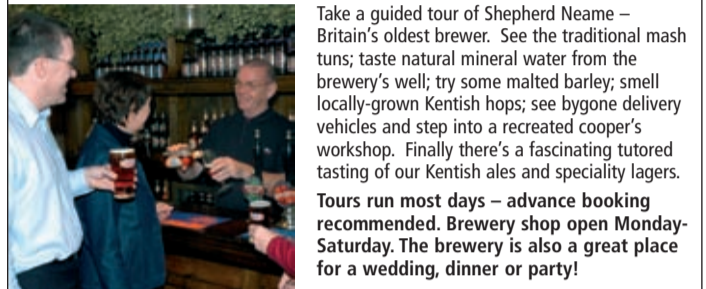 Take a guided tour of Shepherd Neame –
Britain's oldest brewer.  See the traditional mash
tuns; taste natural mineral water from the
brewery's well; try some malted barley; smell
locally-grown Kentish hops; see bygone delivery
vehicles and step into a recreated cooper's
workshop.  Finally there's a fascinating tutored
tasting of our Kentish ales and speciality lagers.
Tours run most days – advance booking
recommended. Brewery shop open Monday-
Saturday. The brewery is also a great place
for a wedding, dinner or party!